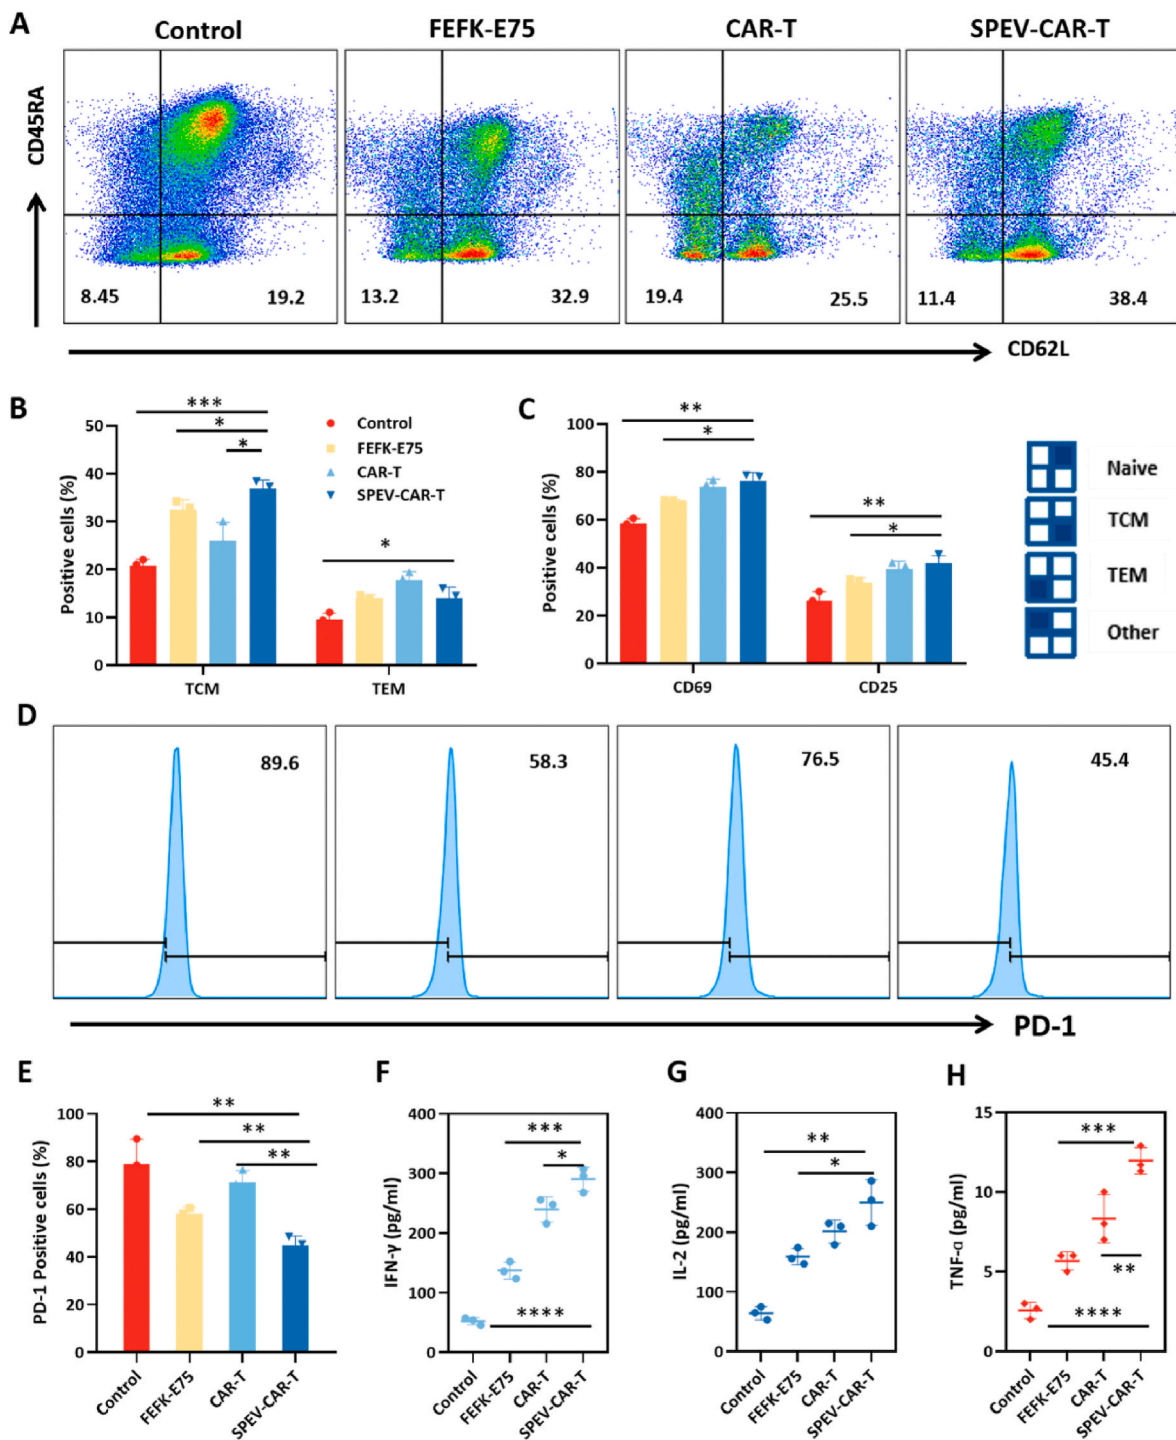 A
Control FEFK-E75 CAR-T SPEV-CAR-T
CD45RA
8.45 19.2 13.2 32.9 19.4 25.5 11.4 38.4
CD62L
B
Positive cells (%)
50
40
30
20
10
0
***
*
*
*
Control
FEFK-E75
CAR-T
SPEV-CAR-T
TCM TEM
C
Positive cells (%)
100
80
60
40
20
0
**
*
**
*
CD69 CD25
Naive
TCM
TEM
Other
D
89.6 58.3 76.5 45.4
PD-1
E
PD-1 Positive cells (%)
100
80
60
40
20
0
**
**
**
Control FEFK-E75 CAR-T SPEV-CAR-T
F
IFN-γ (pg/ml)
400
300
200
100
0
***
*
****
Control FEFK-E75 CAR-T SPEV-CAR-T
G
IL-2 (pg/ml)
400
300
200
100
0
**
*
Control FEFK-E75 CAR-T SPEV-CAR-T
H
TNF-α (pg/ml)
15
10
5
0
***
**
****
Control FEFK-E75 CAR-T SPEV-CAR-T